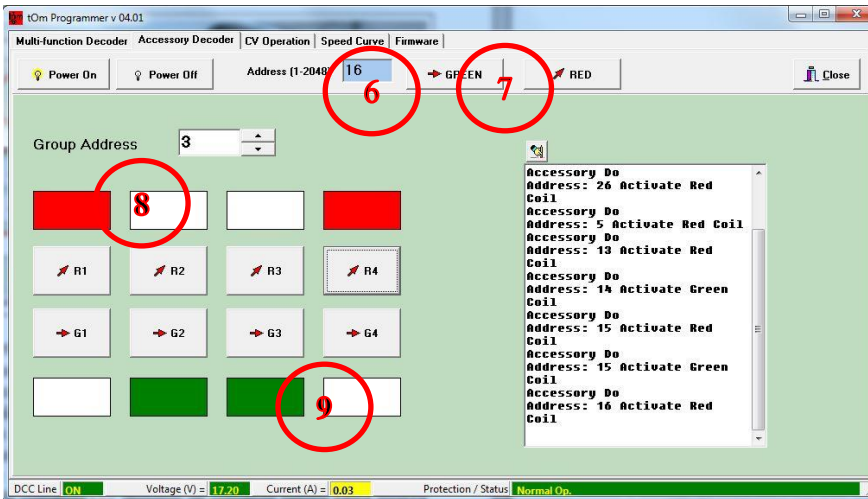 tOm Programmer v 04.01
Multi-function Decoder Accessory Decoder CV Operation Speed Curve Firmware
Power On Power Off Address (1-2048) 16 GREEN RED Close
6 7
Group Address 3
8
R1 R2 R3 R4
G1 G2 G3 G4
9
Accessory Do
Address: 26 Activate Red
Coil
Accessory Do
Address: 5 Activate Red Coil
Accessory Do
Address: 13 Activate Red
Coil
Accessory Do
Address: 14 Activate Green
Coil
Accessory Do
Address: 15 Activate Red
Coil
Accessory Do
Address: 15 Activate Green
Coil
Accessory Do
Address: 16 Activate Red
Coil
DCC Line ON Voltage (V) = 17.20 Current (A) = 0.03 Protection / Status Normal Op.